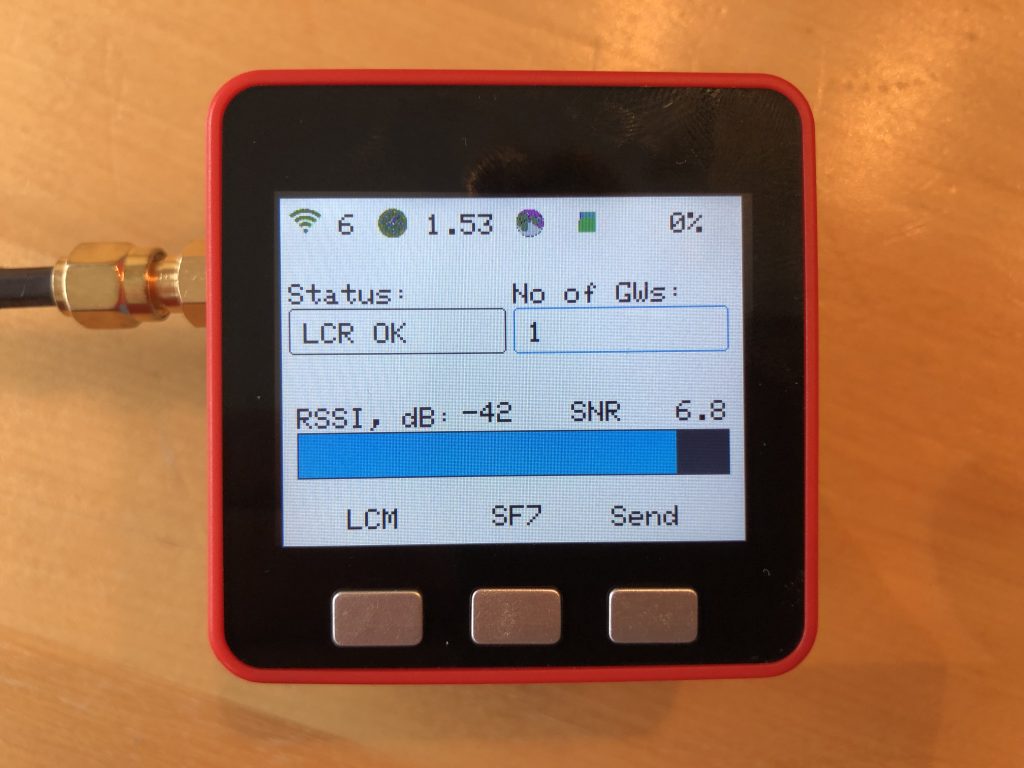 6 1.53 0%
Status: No of GWs:
LCR OK 1
RSSI, dB: -42 SNR 6.8
LCM SF7 Send